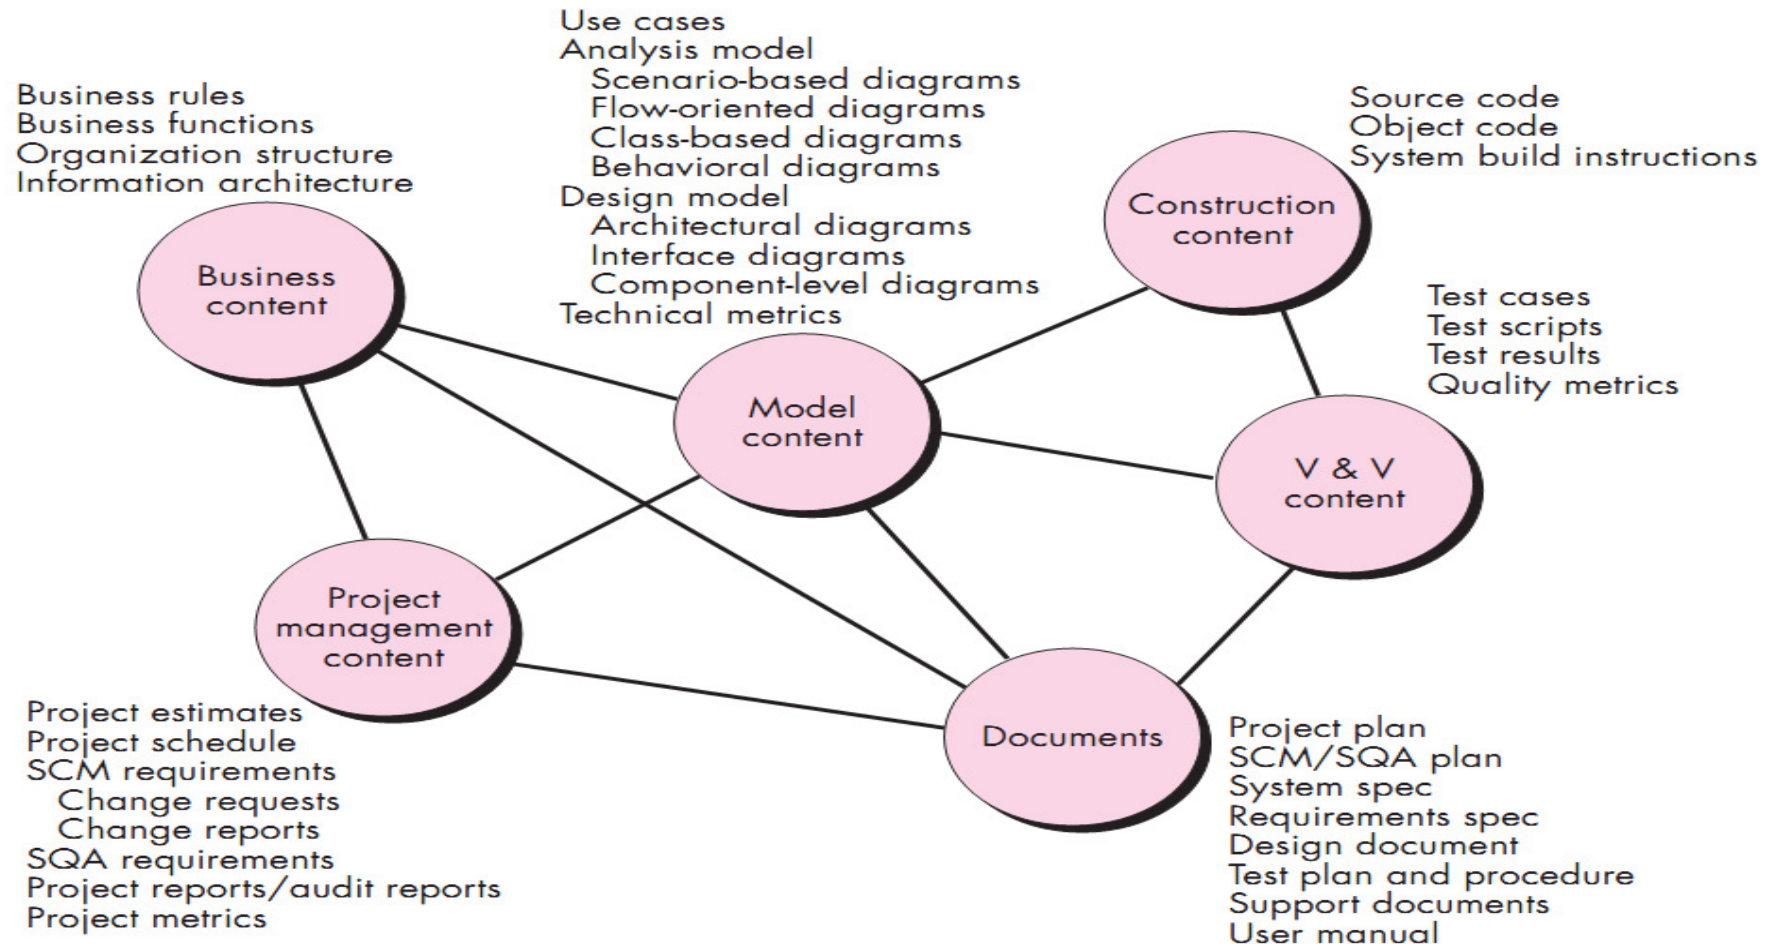 Use cases
Analysis model
Scenario-based diagrams
Flow-oriented diagrams
Class-based diagrams
Behavioral diagrams
Design model
Architectural diagrams
Interface diagrams
Component-level diagrams
Technical metrics
Business rules
Business functions
Organization structure
Information architecture
Source code
Object code
System build instructions
Construction
content
Business
content
Test cases
Test scripts
Test results
Quality metrics
Model
content
V & V
content
Project
management
content
Documents
Project estimates
Project schedule
SCM requirements
Change requests
Change reports
SQA requirements
Project reports/audit reports
Project metrics
Project plan
SCM/SQA plan
System spec
Requirements spec
Design document
Test plan and procedure
Support documents
User manual